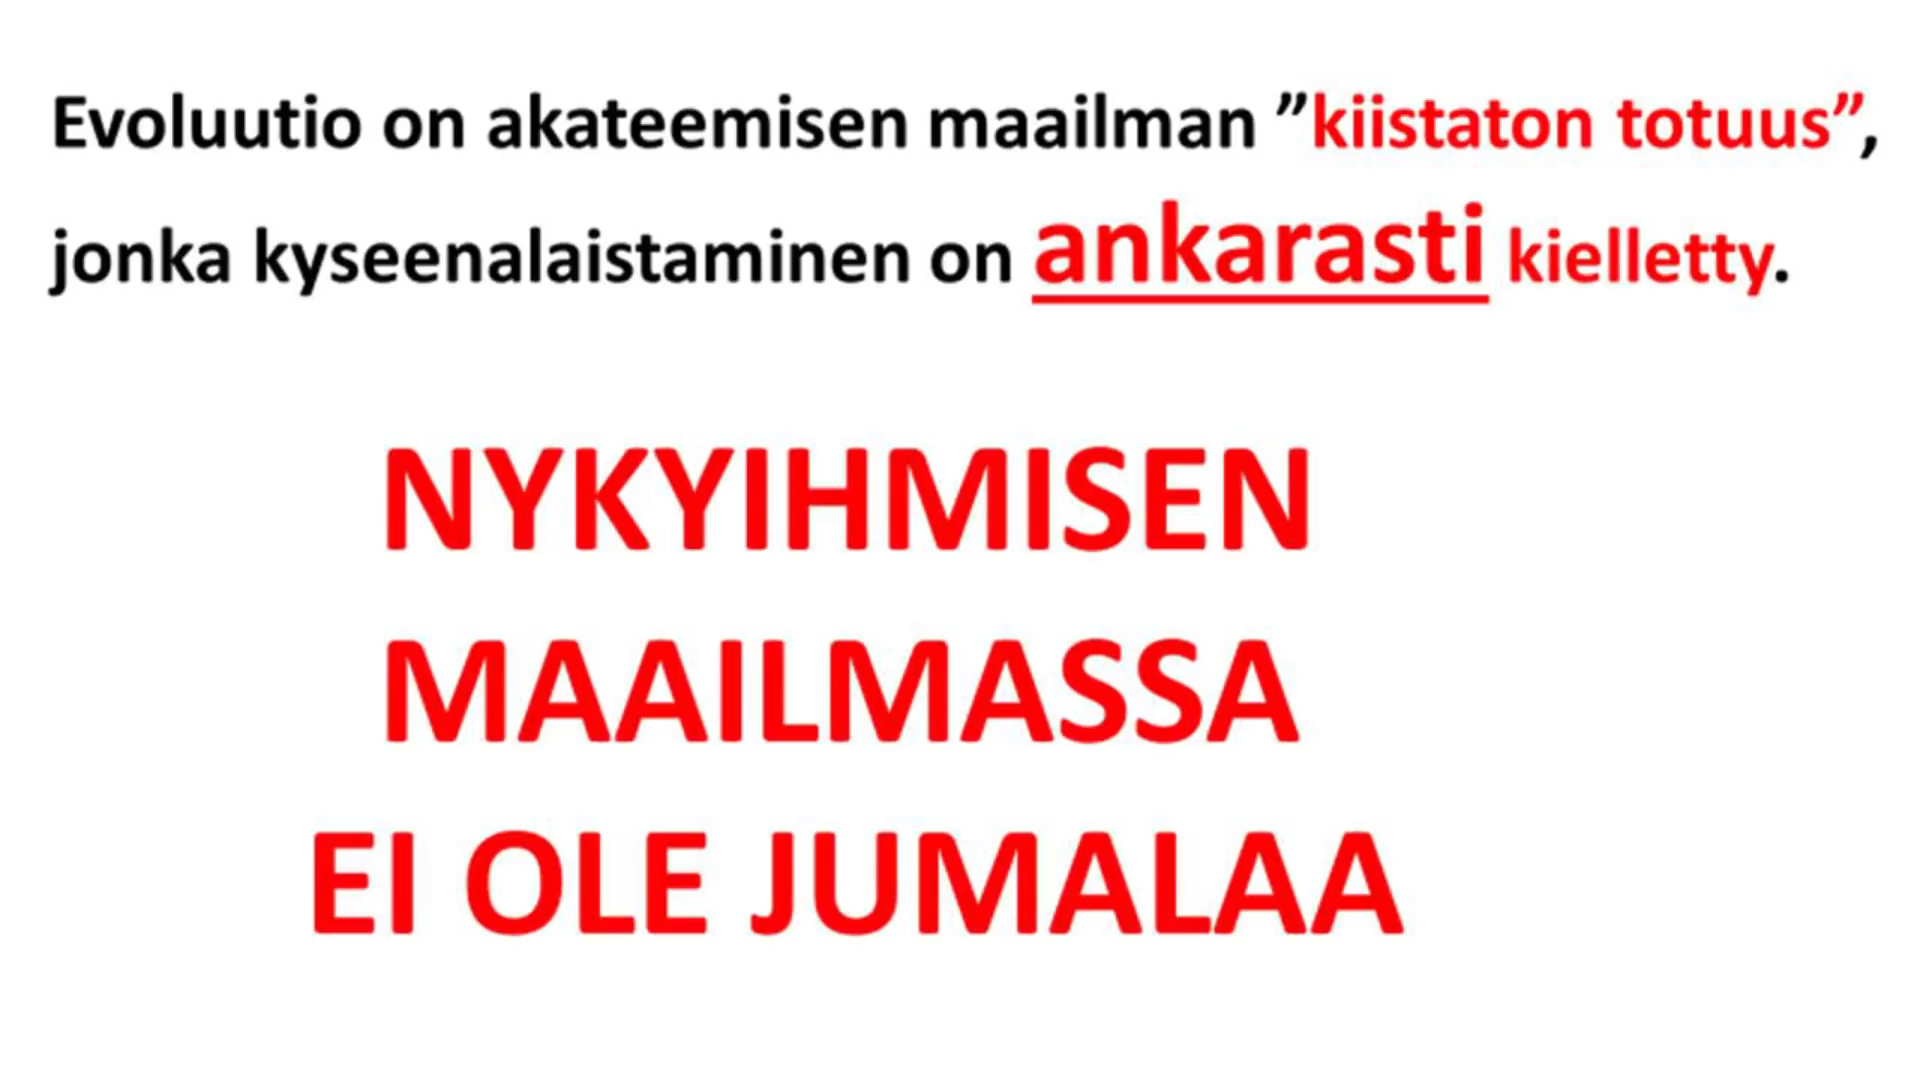 Evoluutio on akateemisen maailman ”kiistaton totuus”,
jonka kyseenalaistaminen on ankarasti kielletty.
NYKYIHMISEN
MAAILMASSA
EI OLE JUMALAA